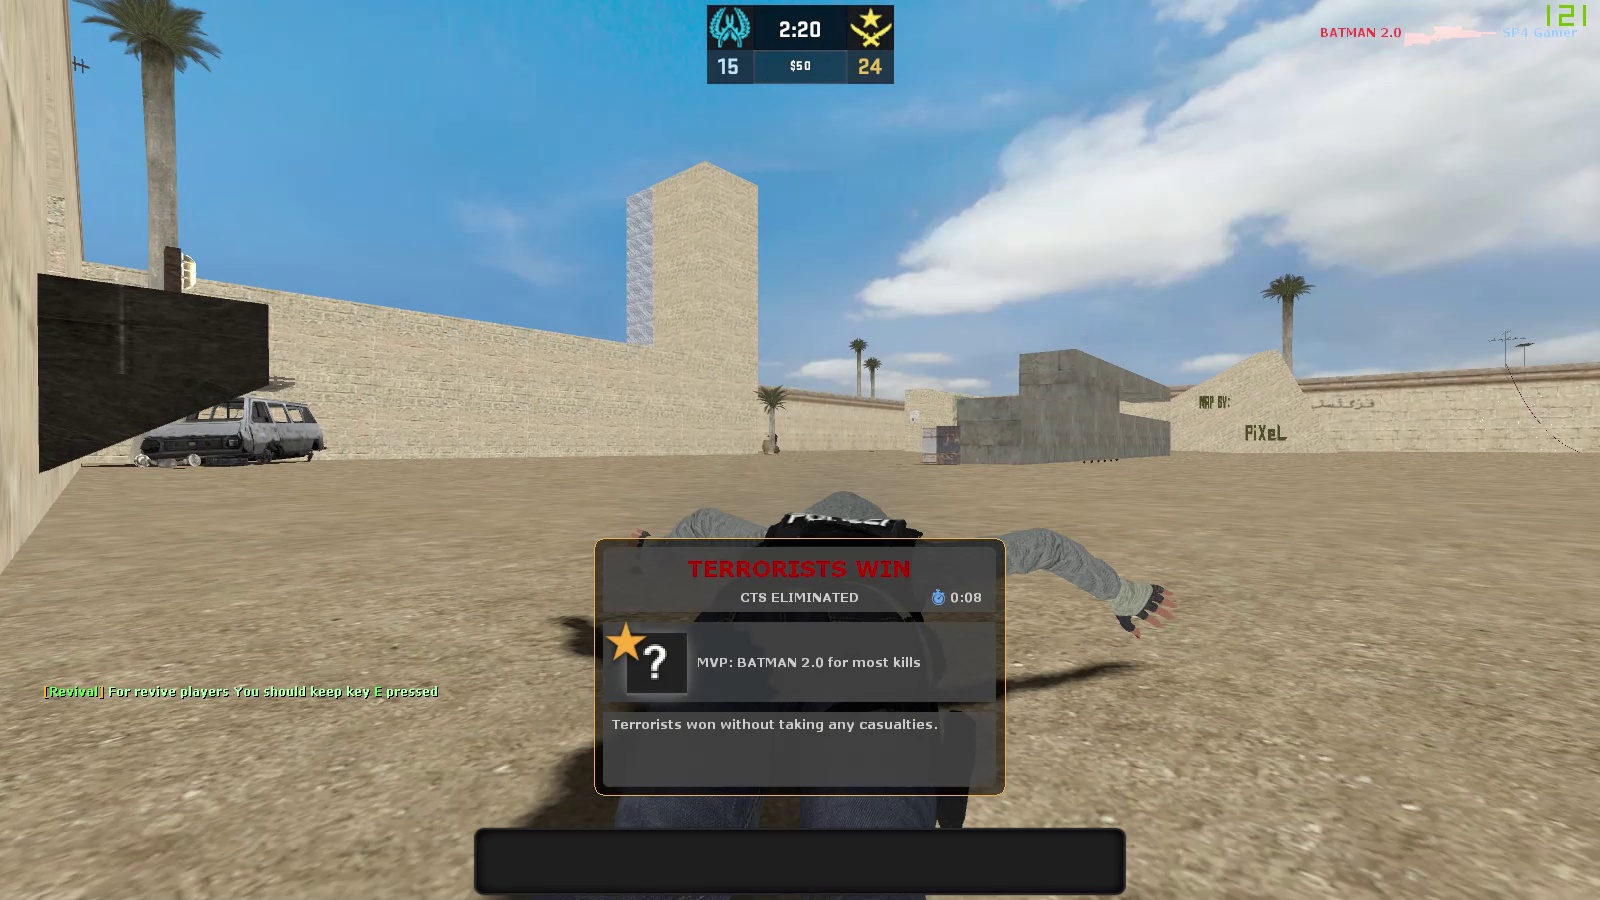 121
2:20
BATMAN 2.0 SP4 Gamer
15 $50 24
MAP BY:
PiXeL
TERRORISTS WIN
CTS ELIMINATED 0:08
?
MVP: BATMAN 2.0 for most kills
[Revival] For revive players You should keep key E pressed
Terrorists won without taking any casualties.